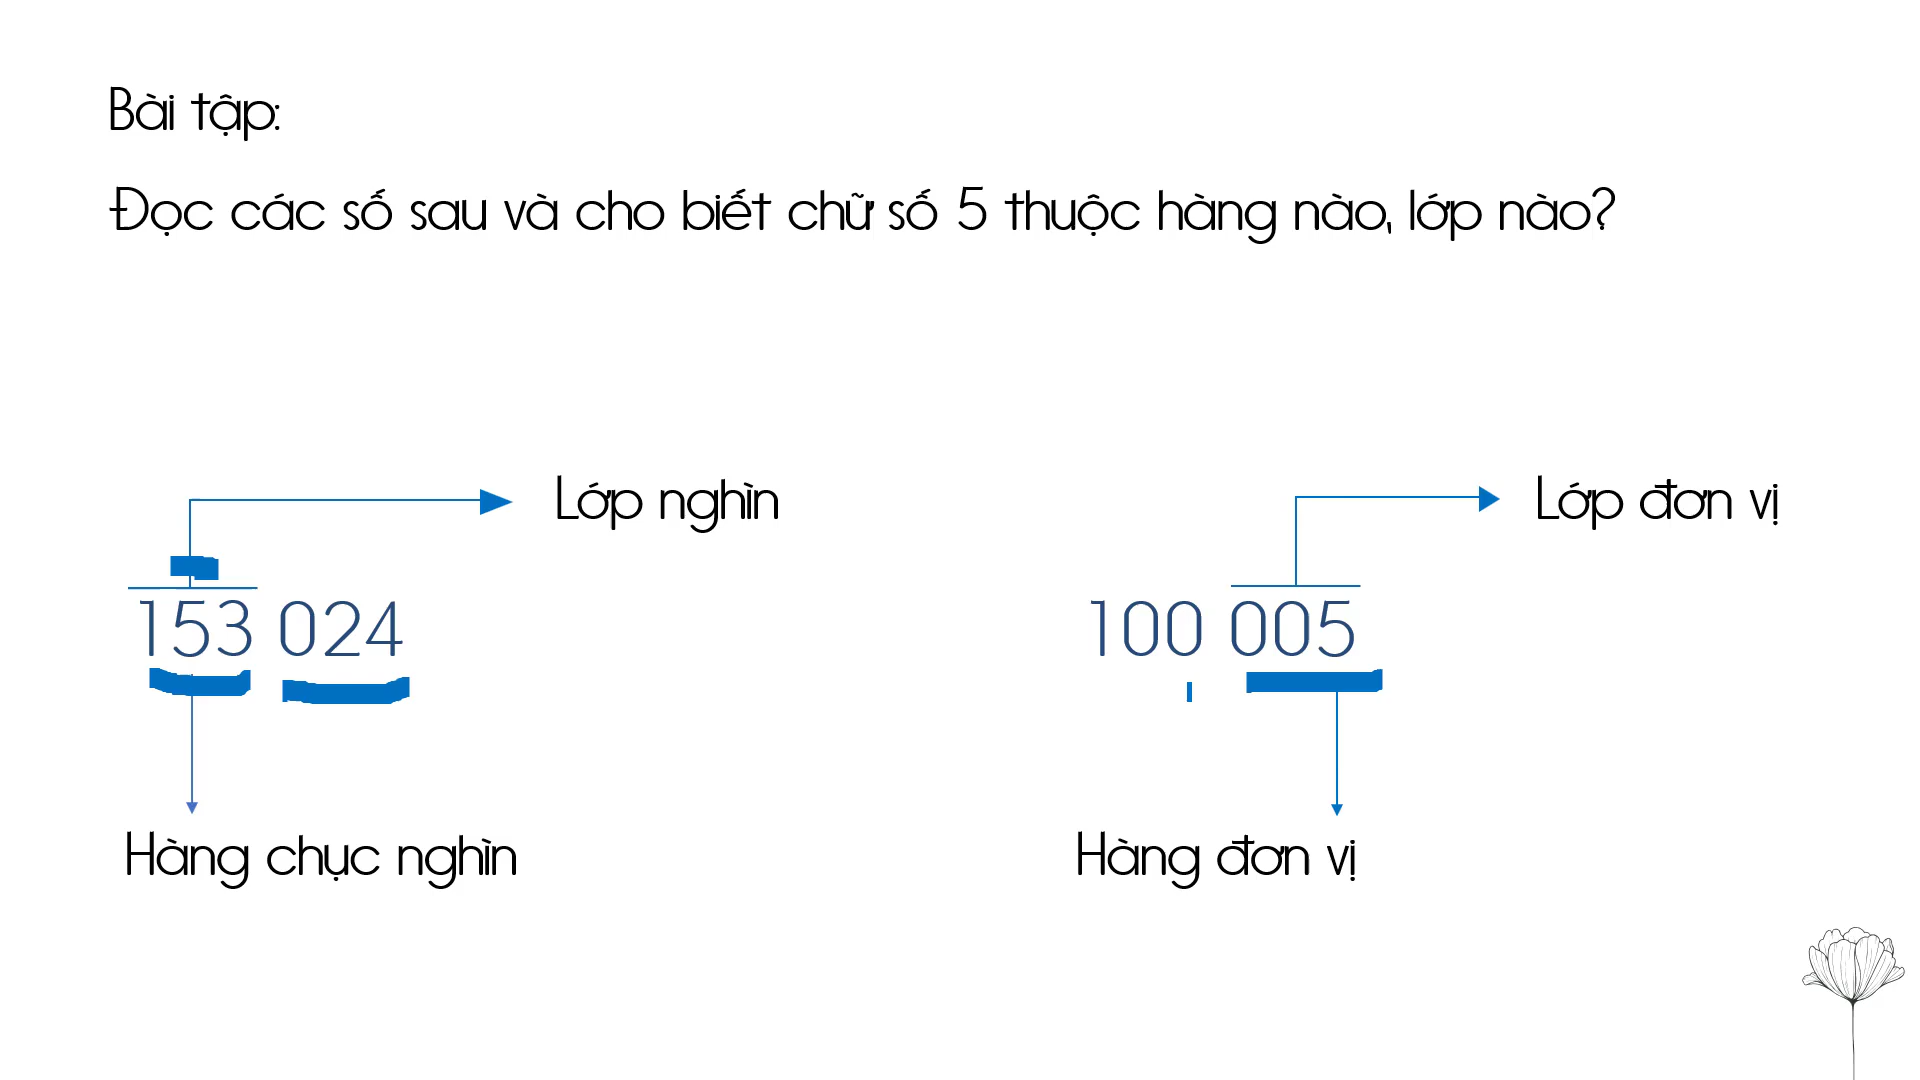 Bài tập:
Đọc các số sau và cho biết chữ số 5 thuộc hàng nào, lớp nào?
Lớp nghìn
Lớp đơn vị
153 024
100 005
Hàng chục nghìn
Hàng đơn vị